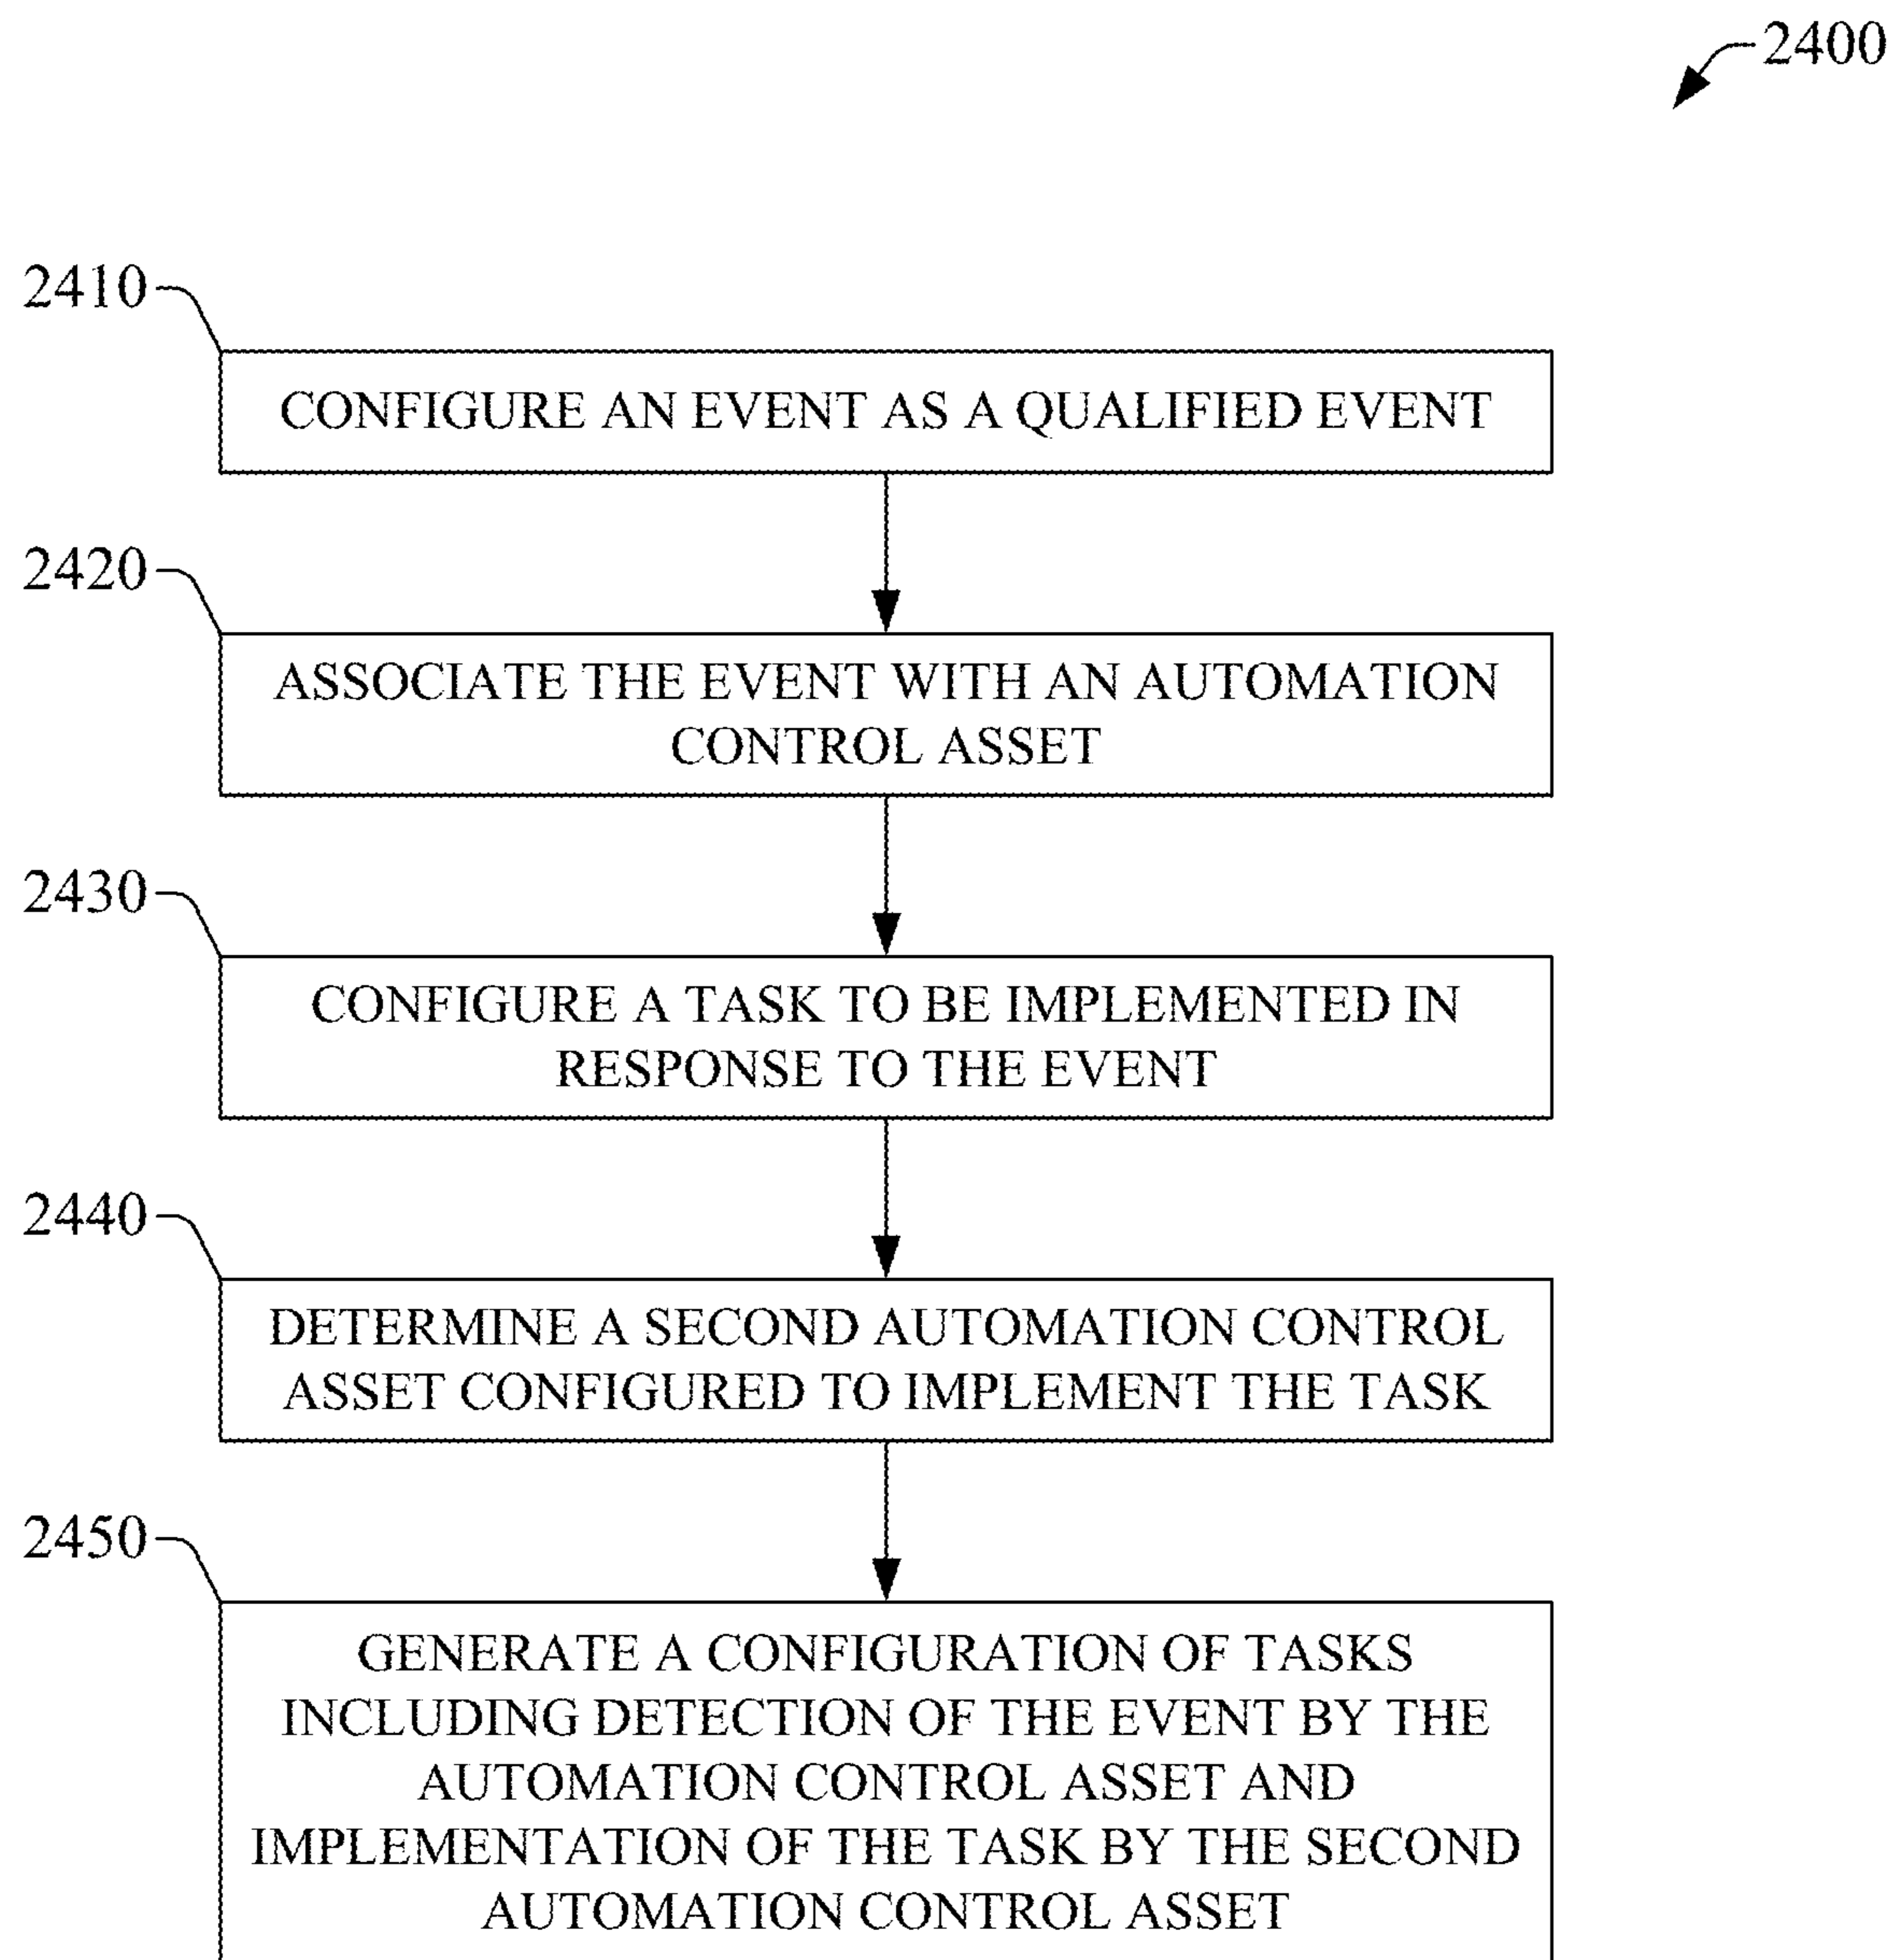 2400
2410
CONFIGURE AN EVENT AS A QUALIFIED EVENT
2420
ASSOCIATE THE EVENT WITH AN AUTOMATION
CONTROL ASSET
2430
CONFIGURE A TASK TO BE IMPLEMENTED IN
RESPONSE TO THE EVENT
2440
DETERMINE A SECOND AUTOMATION CONTROL
ASSET CONFIGURED TO IMPLEMENT THE TASK
2450
GENERATE A CONFIGURATION OF TASKS
INCLUDING DETECTION OF THE EVENT BY THE
AUTOMATION CONTROL ASSET AND
IMPLEMENTATION OF THE TASK BY THE SECOND
AUTOMATION CONTROL ASSET